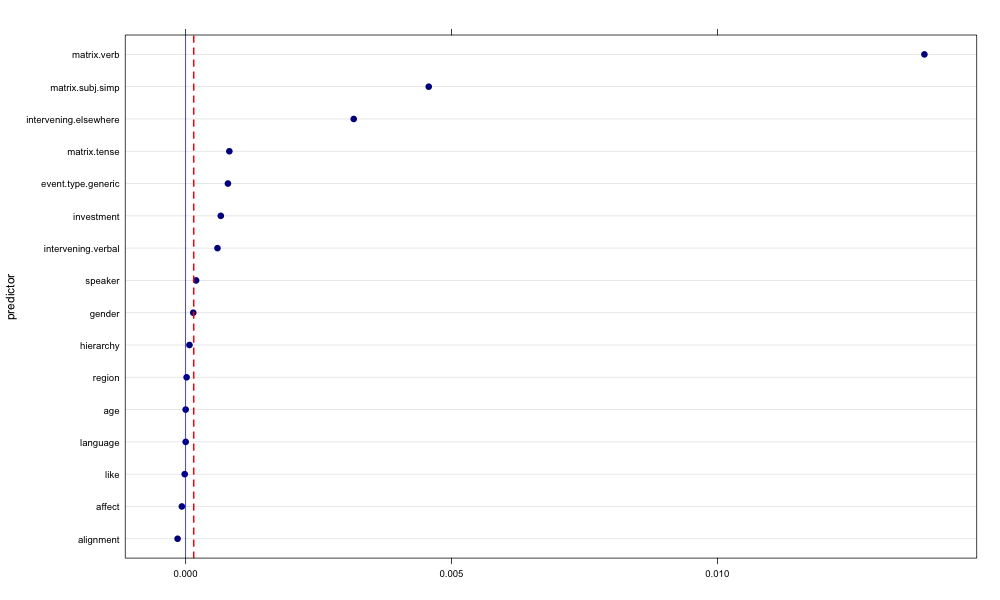 matrix.verb
matrix.subj.simp
intervening.elsewhere
matrix.tense
event.type.generic
investment
intervening.verbal
speaker
gender
hierarchy
region
age
language
like
affect
alignment
predictor
0.000 0.005 0.010